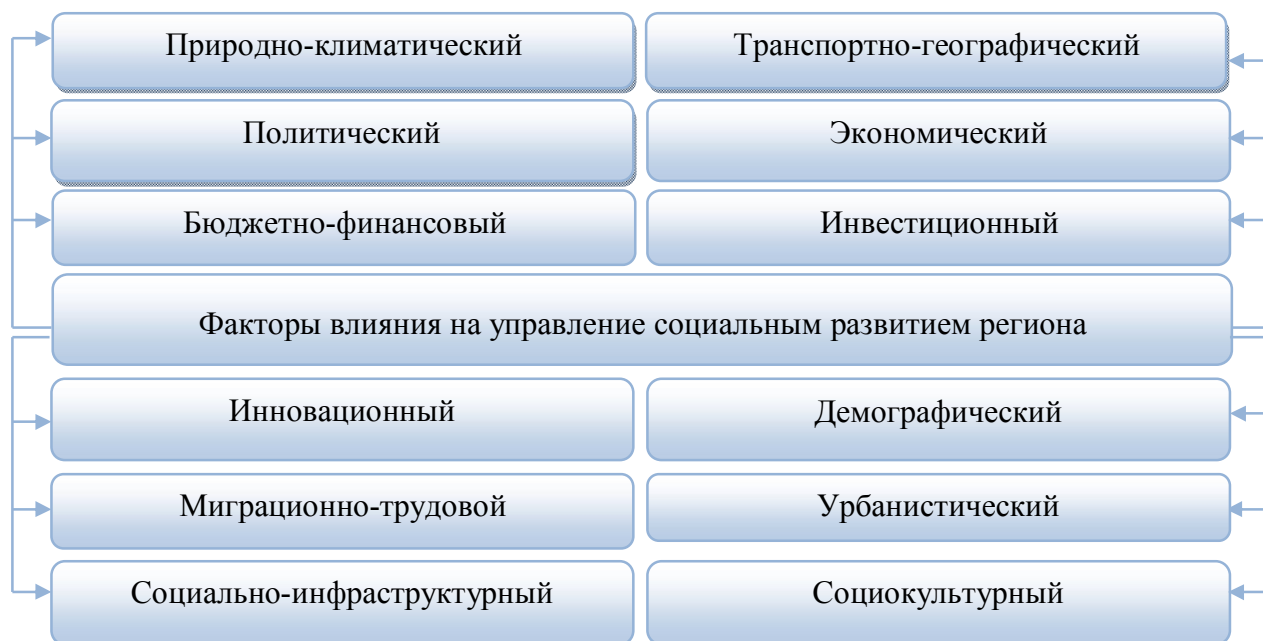 Природно-климатический
Транспортно-географический
Политический
Экономический
Бюджетно-финансовый
Инвестиционный
Факторы влияния на управление социальным развитием региона
Инновационный
Демографический
Миграционно-трудовой
Урбанистический
Социально-инфраструктурный
Социокультурный